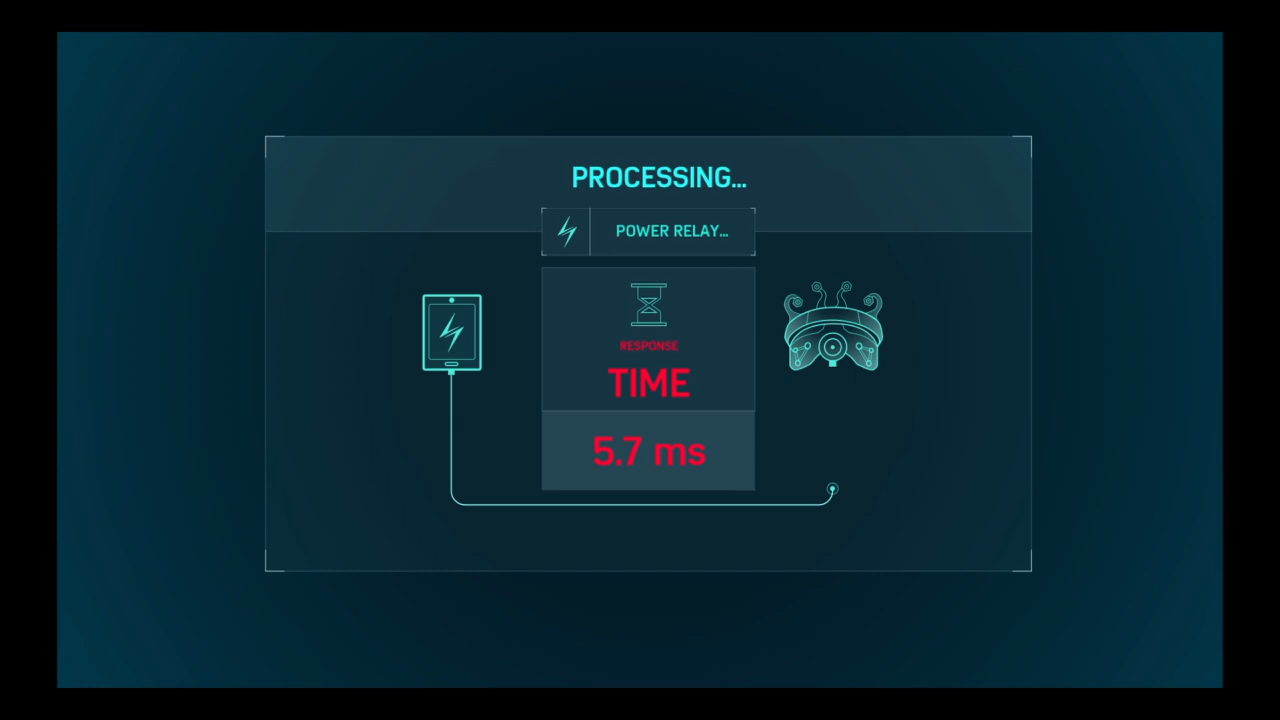 PROCESSING...
POWER RELAY...
RESPONSE
TIME
5.7 ms